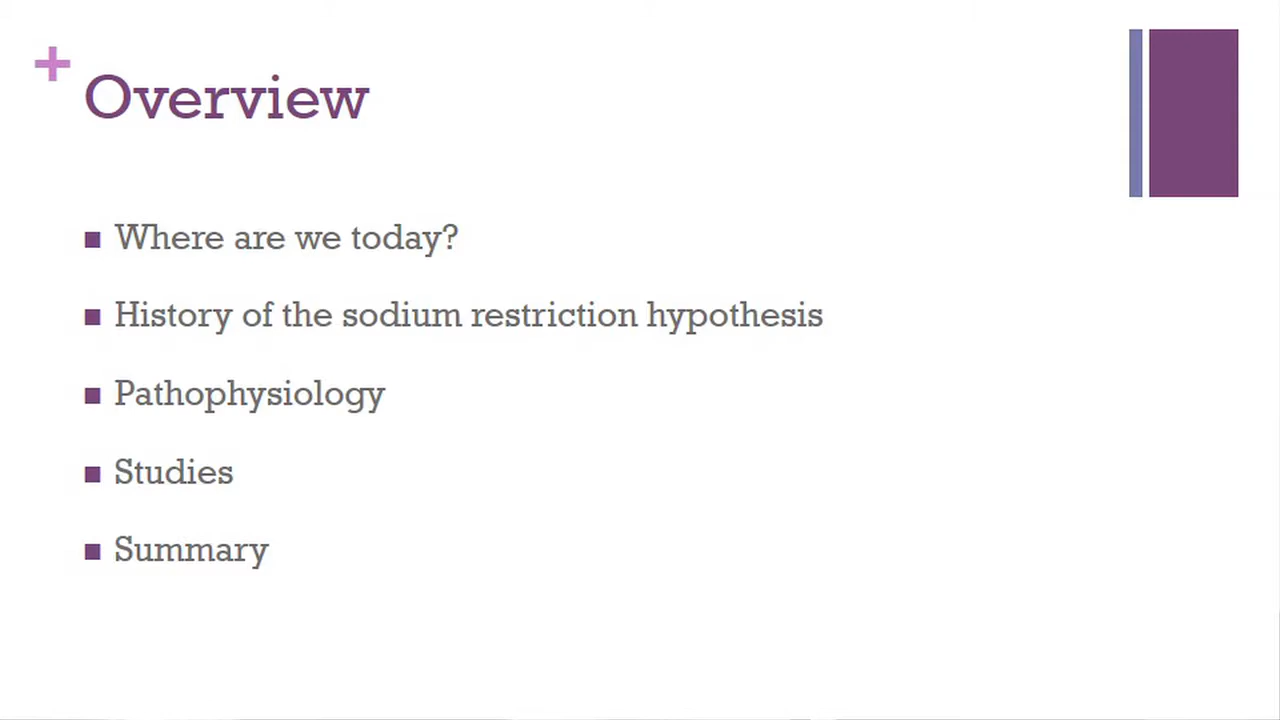 +
Overview
■ Where are we today?
■ History of the sodium restriction hypothesis
■ Pathophysiology
■ Studies
■ Summary